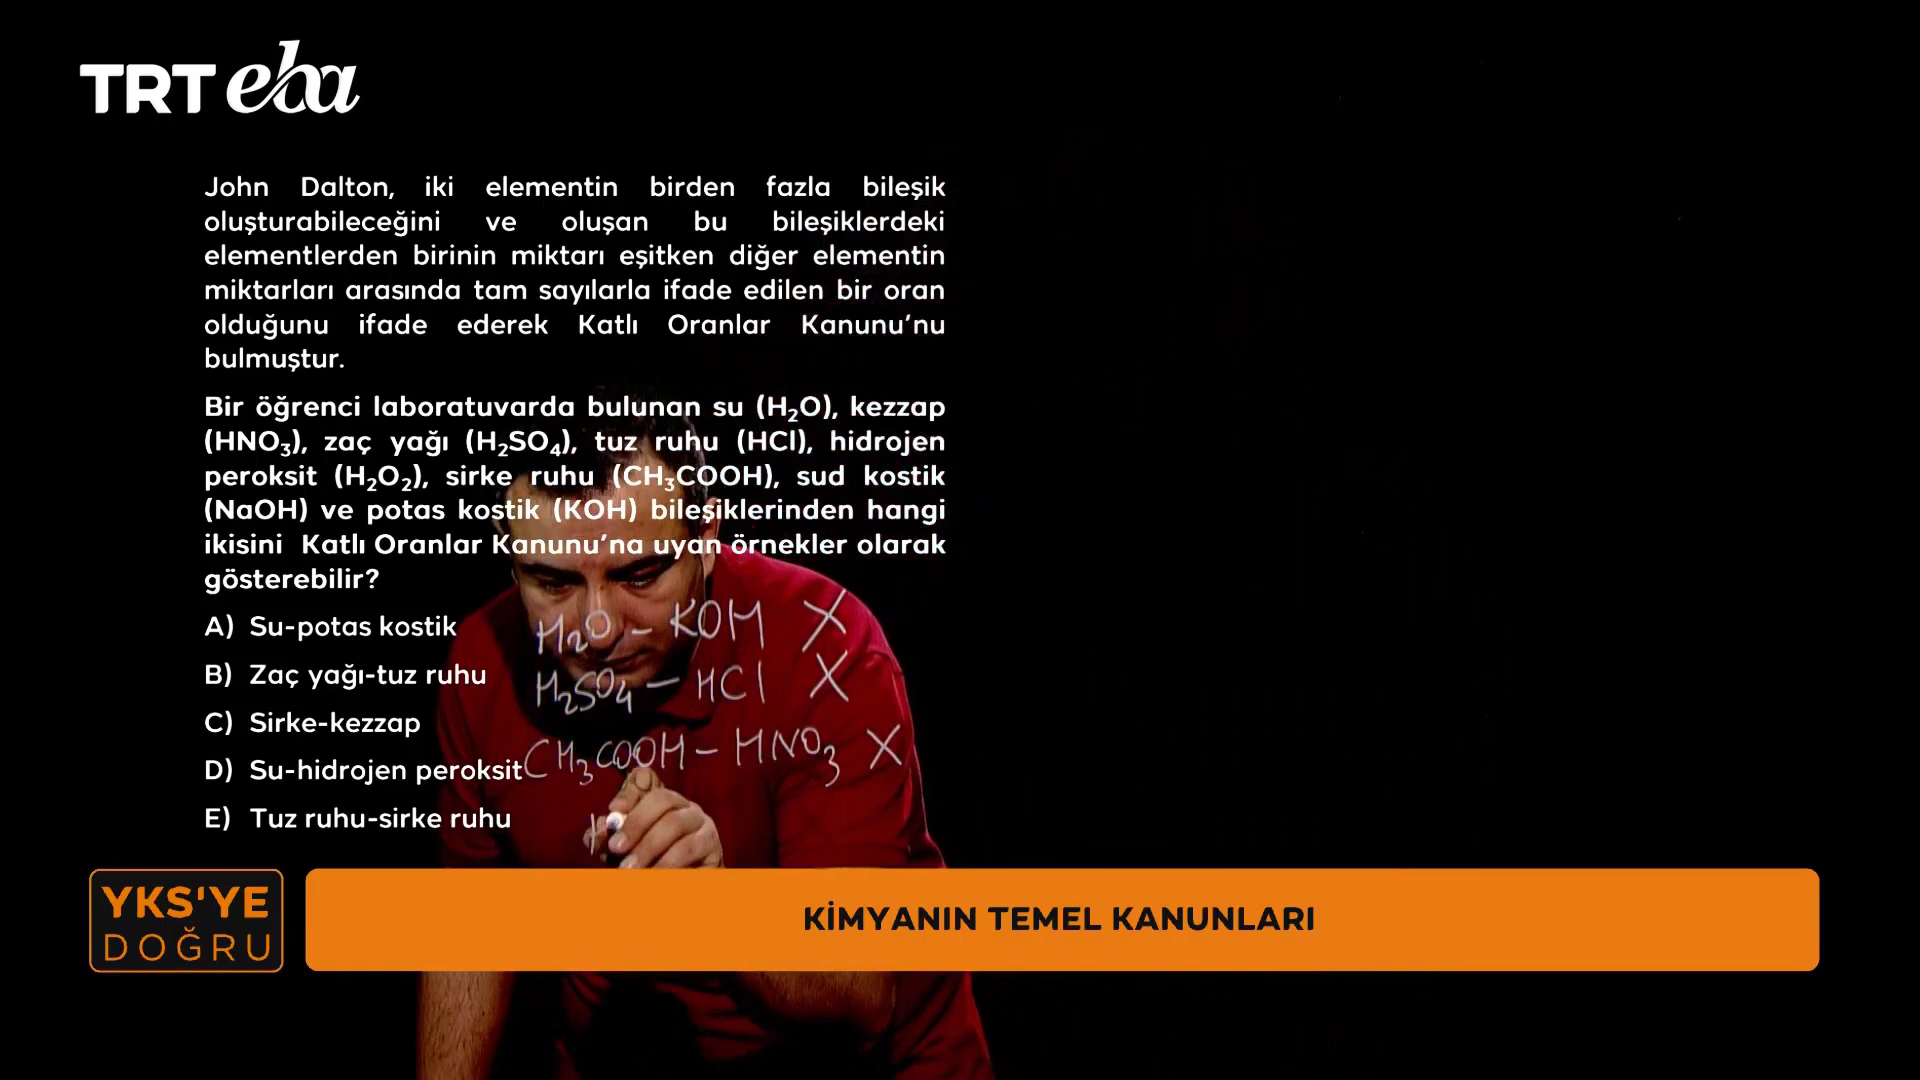 TRT eba
John Dalton, iki elementin birden fazla bileşik
oluşturabileceğini ve oluşan bu bileşiklerdeki
elementlerden birinin miktarı eşitken diğer elementin
miktarları arasında tam sayılarla ifade edilen bir oran
olduğunu ifade ederek Katlı Oranlar Kanunu’nu
bulmuştur.
Bir öğrenci laboratuvarda bulunan su (H₂O), kezzap
(HNO₃), zaç yağı (H₂SO₄), tuz ruhu (HCl), hidrojen
peroksit (H₂O₂), sirke ruhu (CH₃COOH), sud kostik
(NaOH) ve potas kostik (KOH) bileşiklerinden hangi
ikisini Katlı Oranlar Kanunu’na uyan örnekler olarak
gösterebilir?
A) Su-potas kostik
H₂O - KOH X
B) Zaç yağı-tuz ruhu
H₂SO₄ - HCl X
C) Sirke-kezzap
CH₃COOH - HNO₃ X
D) Su-hidrojen peroksit
E) Tuz ruhu-sirke ruhu
YKS'YE
DOĞRU
KİMYANIN TEMEL KANUNLARI